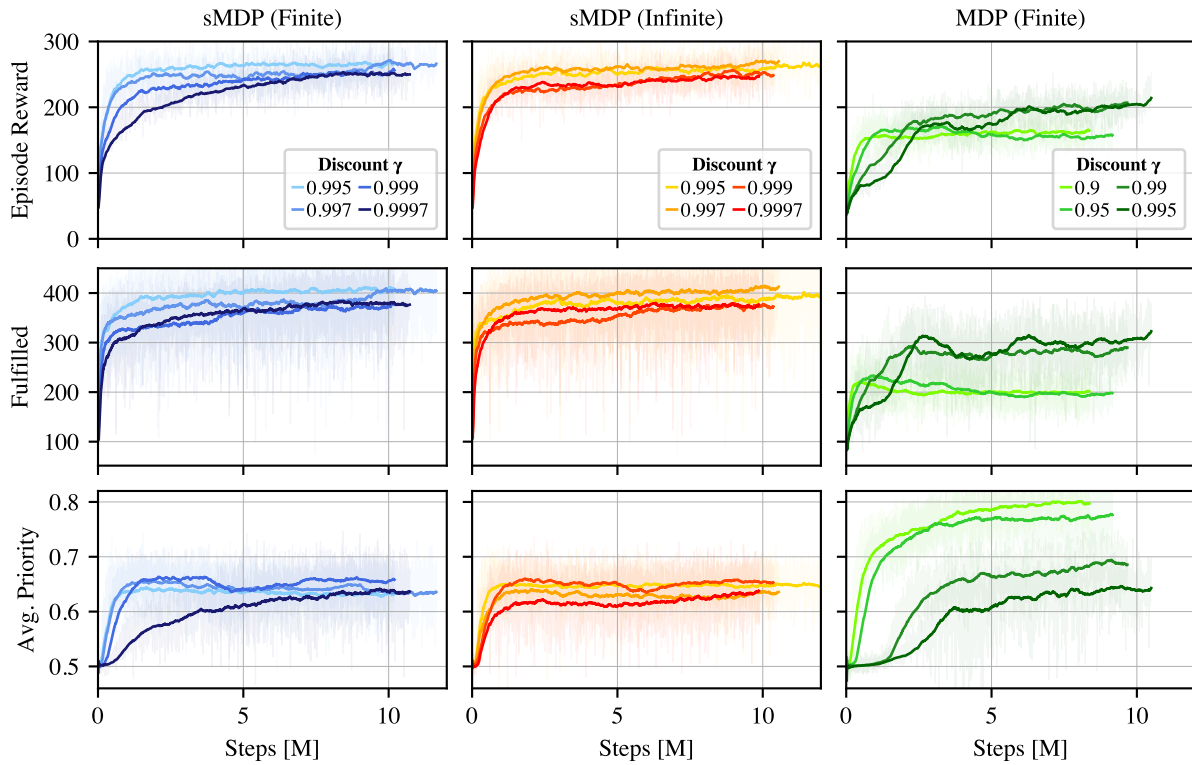 sMDP (Finite)
sMDP (Infinite)
MDP (Finite)
Episode Reward
300
200
100
0
Discount γ
0.995 0.999
0.997 0.9997
Discount γ
0.995 0.999
0.997 0.9997
Discount γ
0.9 0.99
0.95 0.995
Fulfilled
400
300
200
100
Avg. Priority
0.8
0.7
0.6
0.5
0 5 10
0 5 10
0 5 10
Steps [M]
Steps [M]
Steps [M]